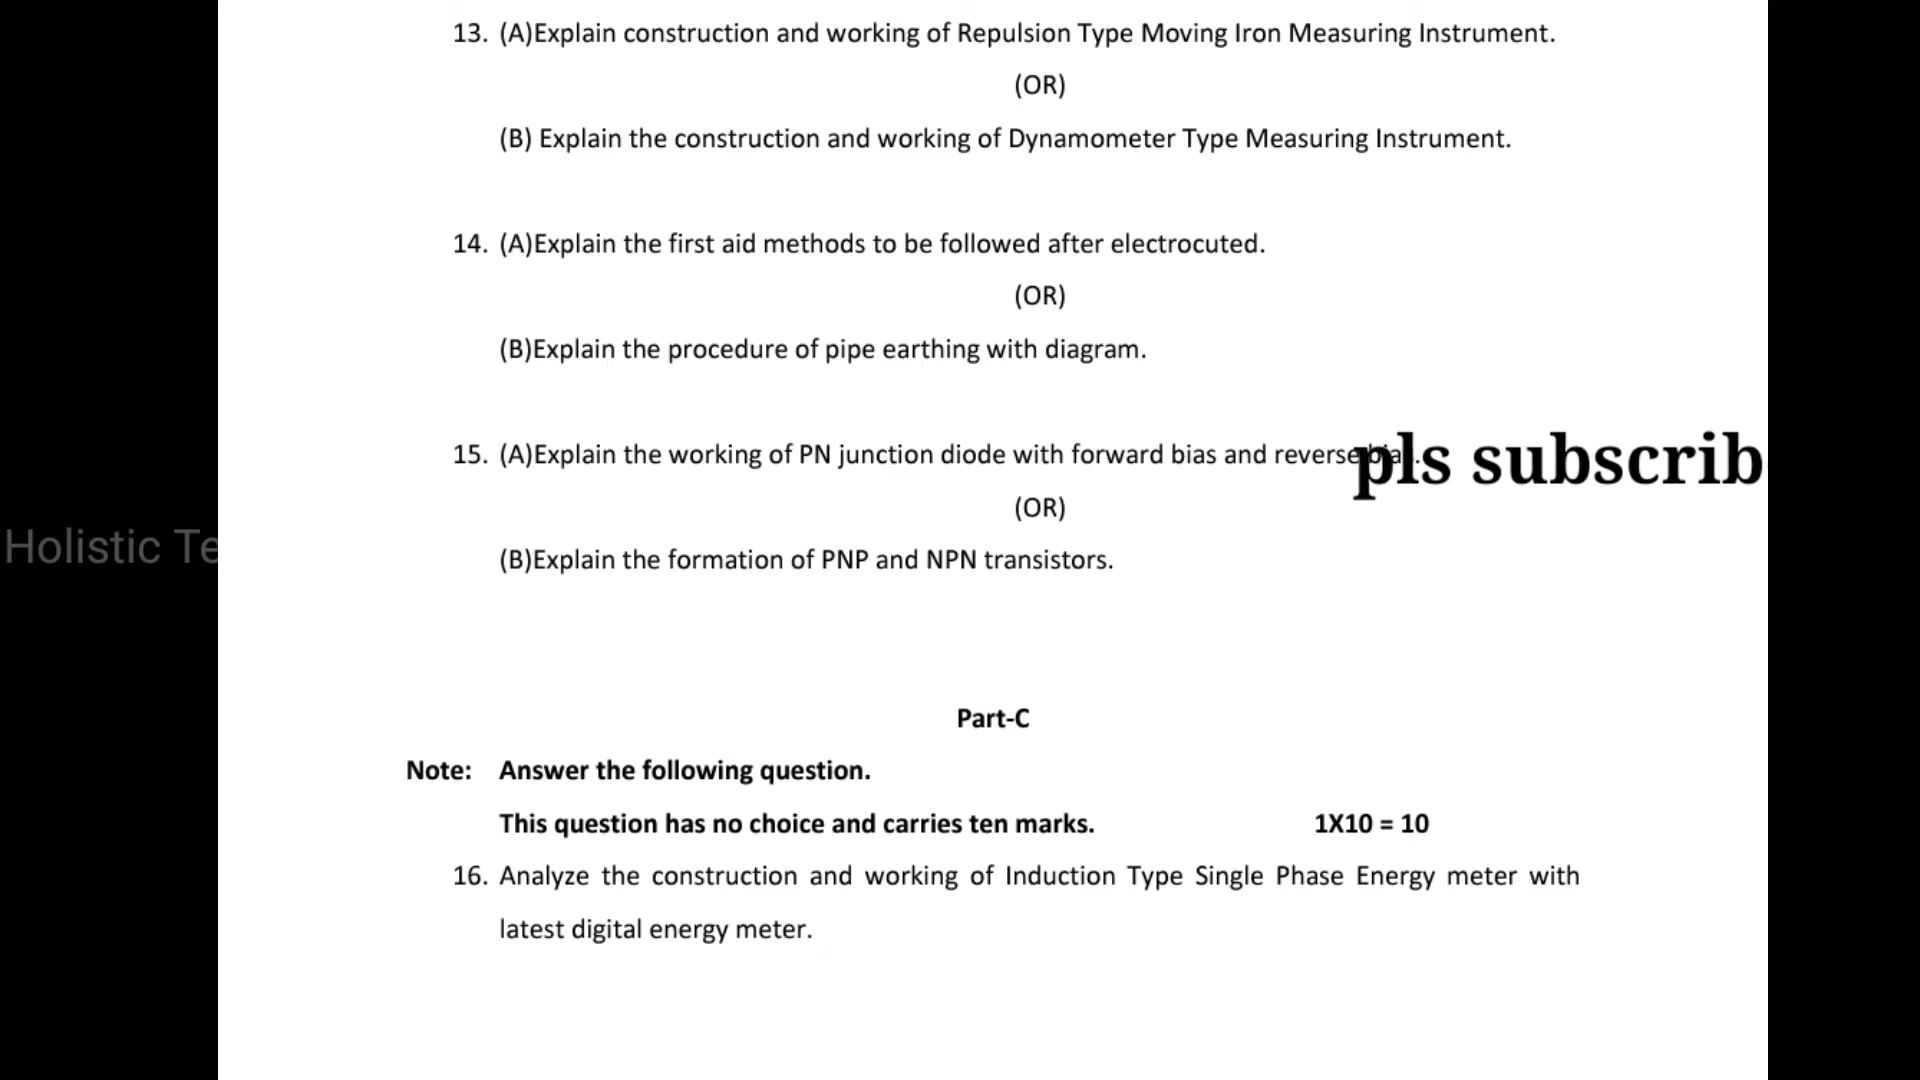 13. (A)Explain construction and working of Repulsion Type Moving Iron Measuring Instrument.
(OR)
(B) Explain the construction and working of Dynamometer Type Measuring Instrument.
14. (A)Explain the first aid methods to be followed after electrocuted.
(OR)
(B)Explain the procedure of pipe earthing with diagram.
15. (A)Explain the working of PN junction diode with forward bias and reverse
pls subscrib
(OR)
Holistic Te
(B)Explain the formation of PNP and NPN transistors.
Part-C
Note: Answer the following question.
This question has no choice and carries ten marks. 1X10 = 10
16. Analyze the construction and working of Induction Type Single Phase Energy meter with
latest digital energy meter.